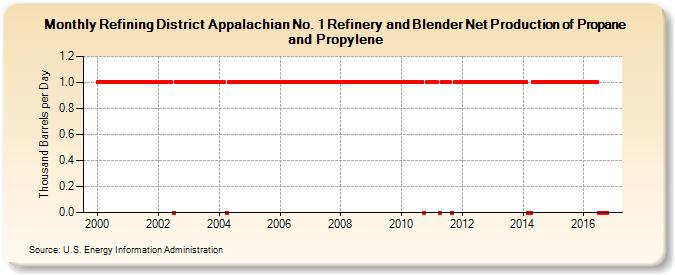 Monthly Refining District Appalachian No. 1 Refinery and Blender Net Production of Propane
and Propylene
Thousand Barrels per Day
1.2
1.0
0.8
0.6
0.4
0.2
0.0
2000 2002 2004 2006 2008 2010 2012 2014 2016
Source: U.S. Energy Information Administration